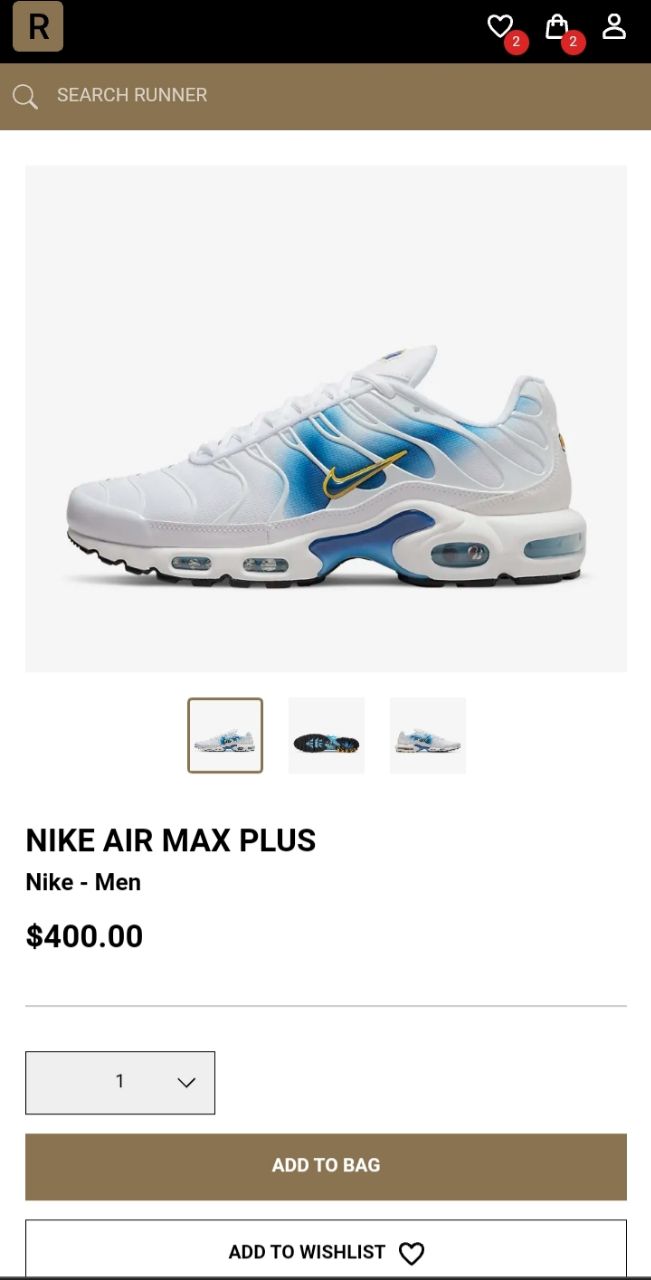 R
2
2
SEARCH RUNNER
NIKE AIR MAX PLUS
Nike - Men
$400.00
1
ADD TO BAG
ADD TO WISHLIST